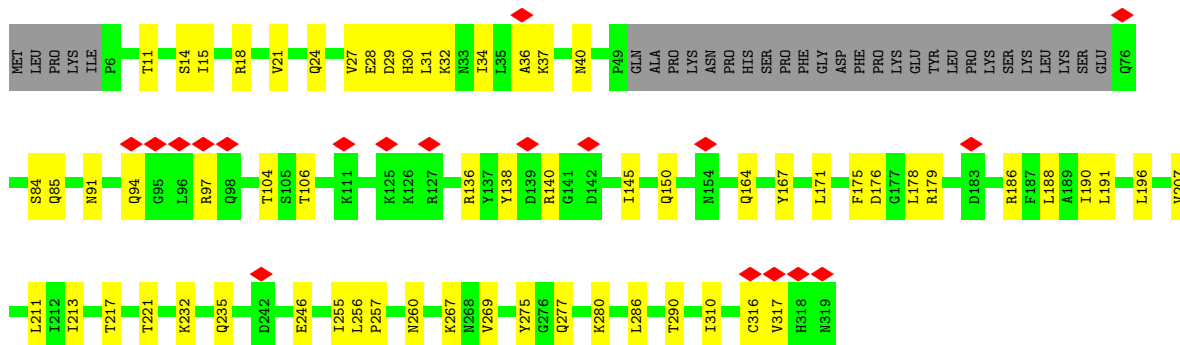 MET LEU PRO LYS ILE P6 T11 S14 I15 R18 V21 Q24 V27 E28 D29 H30 L31 K32 N33 I34 L35 A36 K37 N40 P49 GLN ALA PRO LYS ASN PRO HIS SER PRO PHE GLY ASP PHE PRO LYS GLU TYR LEU PRO LYS SER LYS LEU LYS SER GLU Q76
S84 Q85 N91 Q94 G95 L96 R97 Q98 T104 S105 T106 K111 K125 K126 R127 R136 Y137 Y138 D139 R140 G141 D142 I145 Q150 N154 Q164 Y167 L171 F175 D176 G177 L178 R179 D183 R186 F187 L188 A189 I190 L191 L196 V207
L211 I212 I213 T217 T221 K232 Q235 D242 E246 I255 L256 P257 N260 K267 N268 V269 Y275 G276 Q277 K280 L286 T290 I310 C316 V317 H318 N319